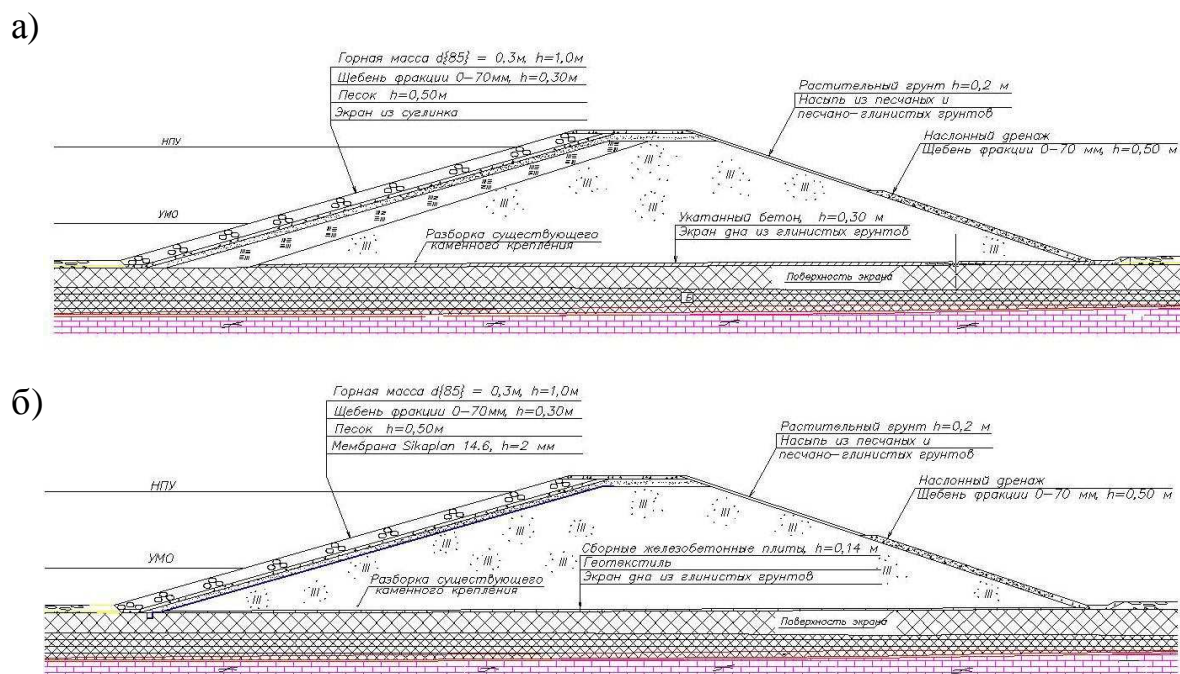 а)
Горная масса d{85} = 0,3м, h=1,0м
Щебень фракции 0-70мм, h=0,30м
Песок h=0,50м
Экран из суглинка
Растительный грунт h=0,2 м
Насыпь из песчаных и
песчано-глинистых грунтов
Наслонный дренаж
Щебень фракции 0-70 мм, h=0,50 м
НПУ
УМО
Укатанный бетон, h=0,30 м
Экран дна из глинистых грунтов
Разборка существующего
каменного крепления
Поверхность экрана
б)
Горная масса d{85} = 0,3м, h=1,0м
Щебень фракции 0-70мм, h=0,30м
Песок h=0,50м
Мембрана Sikaplan 14.6, h=2 мм
Растительный грунт h=0,2 м
Насыпь из песчаных и
песчано-глинистых грунтов
Наслонный дренаж
Щебень фракции 0-70 мм, h=0,50 м
НПУ
УМО
Сборные железобетонные плиты, h=0,14 м
Геотекстиль
Экран дна из глинистых грунтов
Разборка существующего
каменного крепления
Поверхность экрана